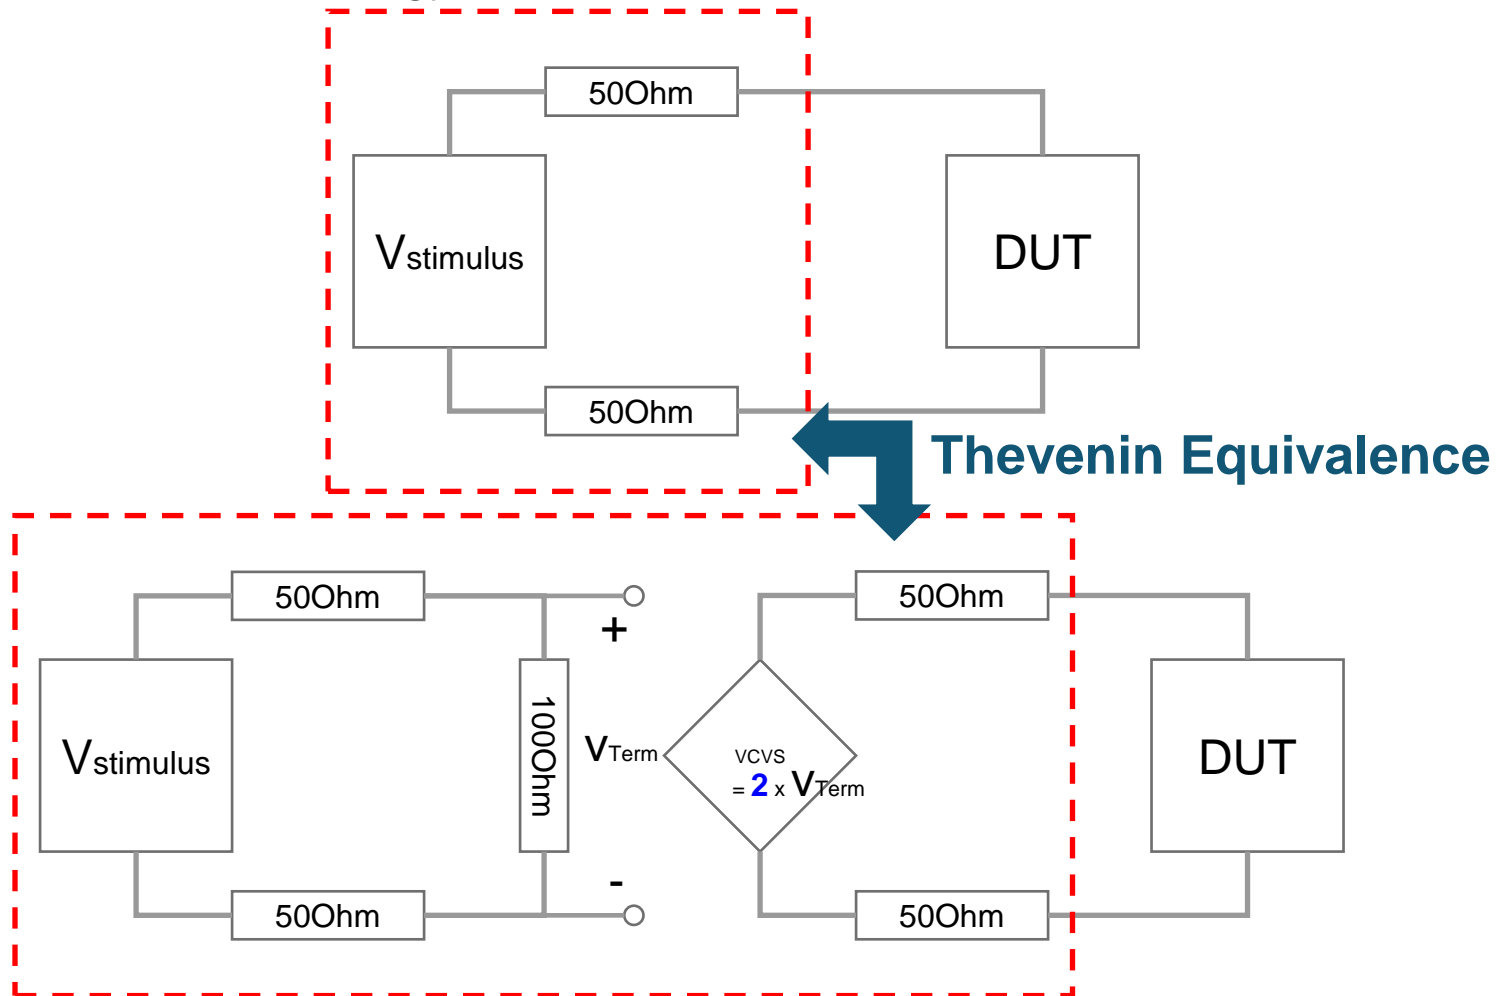 50Ohm
Vstimulus
DUT
50Ohm
Thevenin Equivalence
50Ohm
50Ohm
+
Vstimulus
100Ohm
VTerm
VCVS
= 2 x VTerm
DUT
-
50Ohm
50Ohm